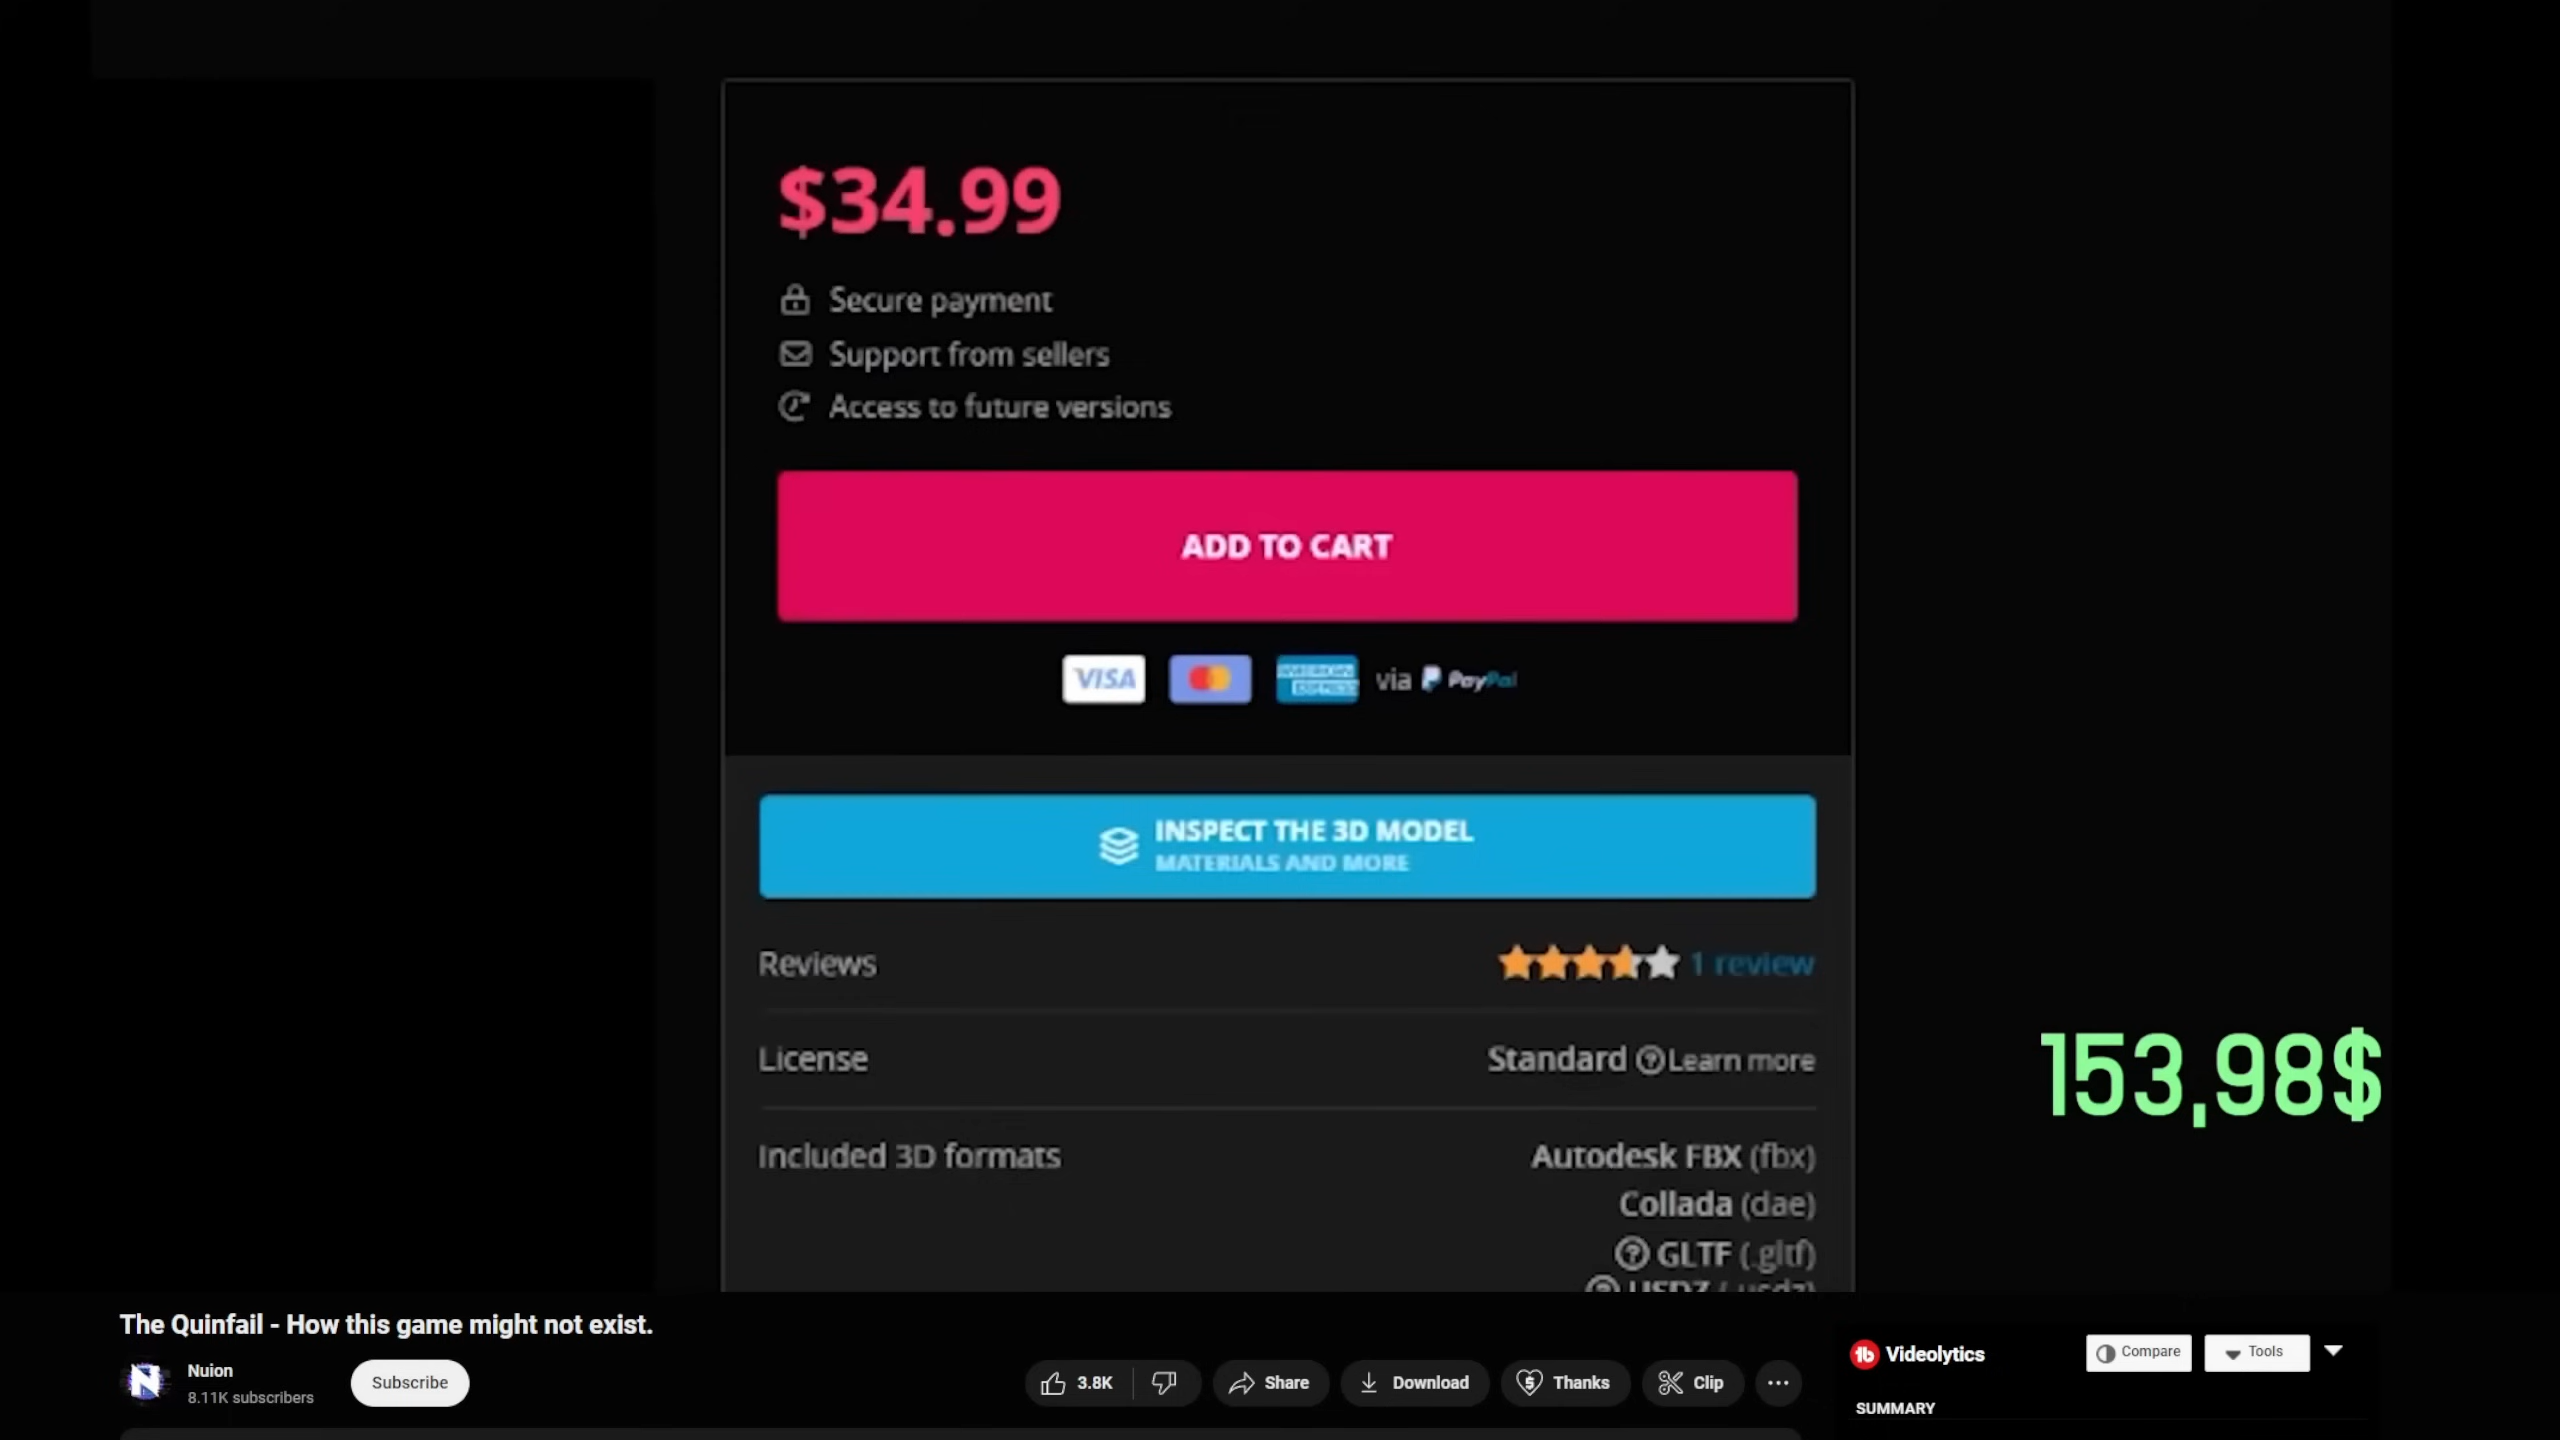 $34.99
Secure payment
Support from sellers
Access to future versions
ADD TO CART
VISA
via PayPal
INSPECT THE 3D MODEL
MATERIALS AND MORE
Reviews 1 review
License Standard Learn more
153,98$
Included 3D formats Autodesk FBX (fbx)
Collada (dae)
GLTF (.gltf)
The Quinfail - How this game might not exist.
Nuion
8.11K subscribers
Subscribe
3.8K
Share
Download
Thanks
Clip
Videolytics
Compare
Tools
SUMMARY